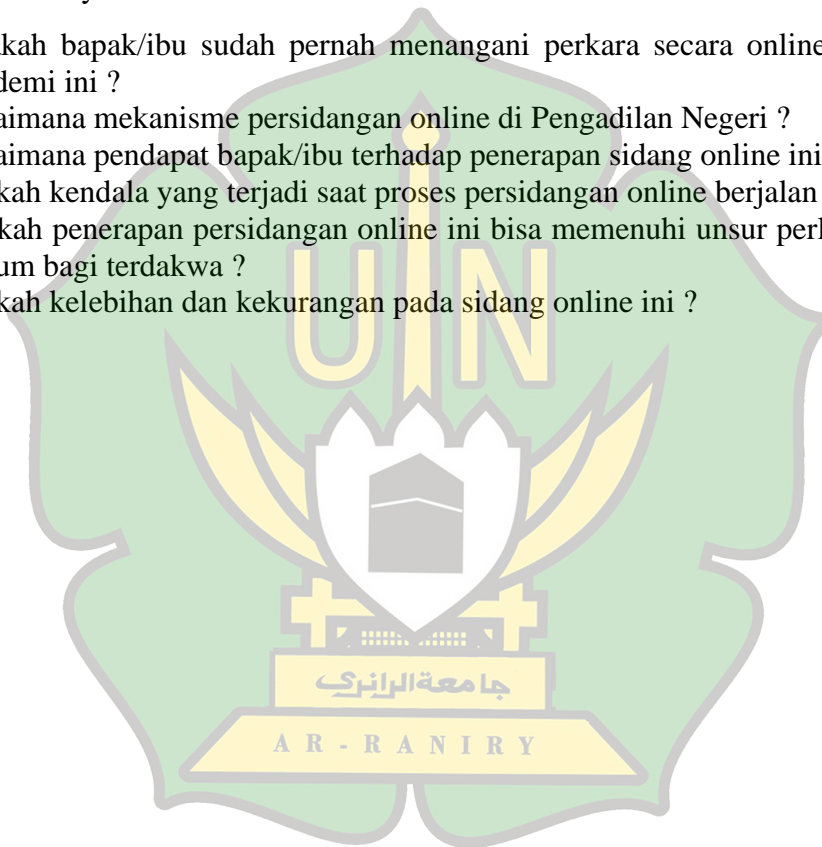 akah bapak/ibu sudah pernah menangani perkara secara online
demi ini ?
aimana mekanisme persidangan online di Pengadilan Negeri ?
aimana pendapat bapak/ibu terhadap penerapan sidang online ini
kah kendala yang terjadi saat proses persidangan online berjalan
kah penerapan persidangan online ini bisa memenuhi unsur perl
um bagi terdakwa ?
kah kelebihan dan kekurangan pada sidang online ini ?
UIN
جامعةالرانري
AR-RANIRY